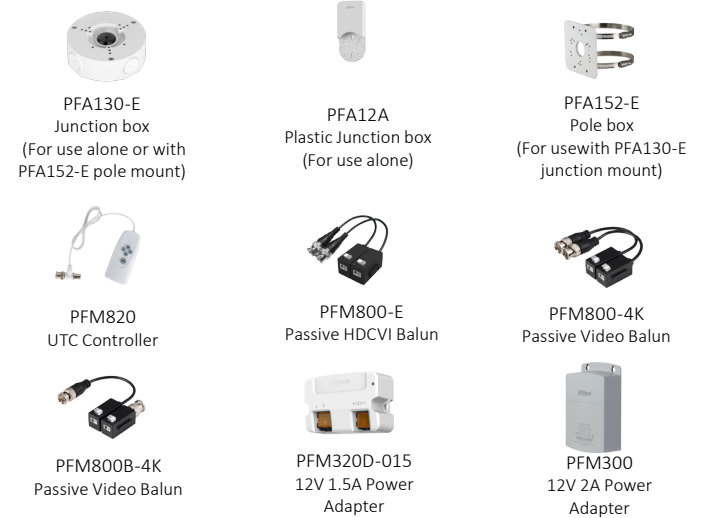 PFA130-E
Junction box
(For use alone or with
PFA152-E pole mount)
PFA12A
Plastic Junction box
(For use alone)
PFA152-E
Pole box
(For usewith PFA130-E
junction mount)
PFM820
UTC Controller
PFM800-E
Passive HDCVI Balun
PFM800-4K
Passive Video Balun
PFM800B-4K
Passive Video Balun
alhua
PFM320D-015
12V 1.5A Power
Adapter
alhua
PFM300
12V 2A Power
Adapter